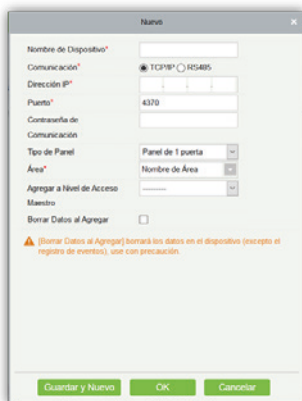 Nuevo
Nombre de Dispositivo*
Comunicación* TCP/IP RS485
Dirección IP*
Puerto* 4370
Contraseña de
Comunicación
Tipo de Panel Panel de 1 puerta
Área* Nombre de Área
Agregar a Nivel de Acceso ---------
Maestro
Borrar Datos al Agregar
[Borrar Datos al Agregar] borrará los datos en el dispositivo (excepto el
registro de eventos), use con precaución.
Guardar y Nuevo OK Cancelar